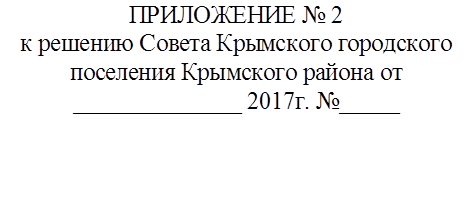 ПРИЛОЖЕНИЕ № 2
к решению Совета Крымского городского
поселения Крымского района от
______________ 2017г. №_____